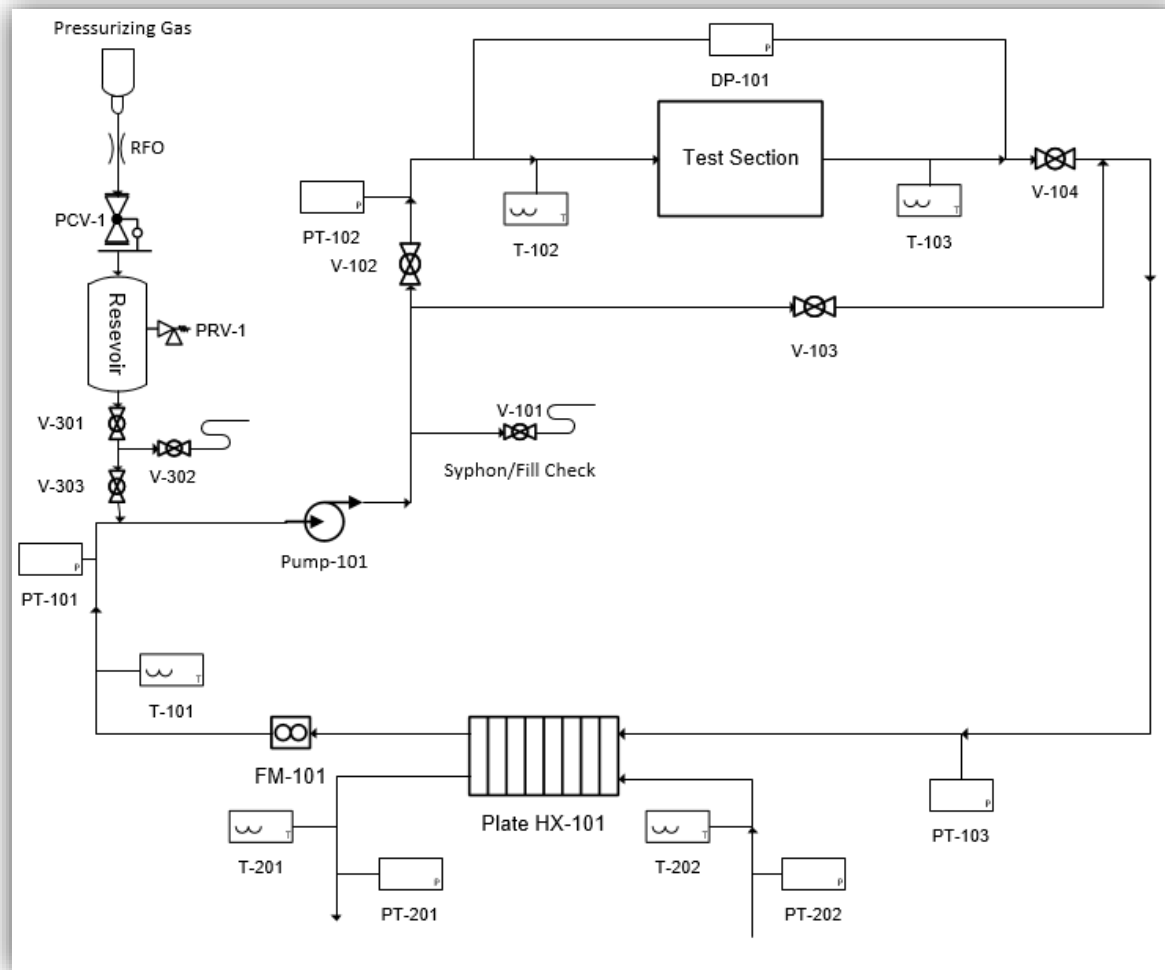 Pressurizing Gas
RFO
PCV-1
Resevoir
PRV-1
V-301
V-302
V-303
PT-101
P
T-101
T
FM-101
Pump-101
V-101
Syphon/Fill Check
PT-102
P
V-102
DP-101
P
T-102
T
Test Section
T-103
T
V-104
V-103
Plate HX-101
T-201
T
PT-201
P
T-202
T
PT-202
P
PT-103
P